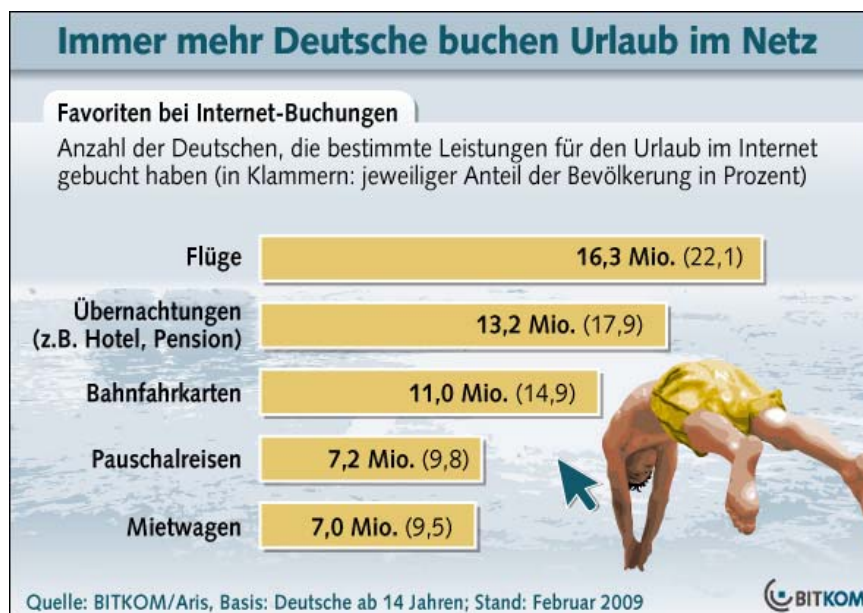 Immer mehr Deutsche buchen Urlaub im Netz
Favoriten bei Internet-Buchungen
Anzahl der Deutschen, die bestimmte Leistungen für den Urlaub im Internet
gebucht haben (in Klammern: jeweiliger Anteil der Bevölkerung in Prozent)
Flüge 16,3 Mio. (22,1)
Übernachtungen
(z.B. Hotel, Pension) 13,2 Mio. (17,9)
Bahnfahrkarten 11,0 Mio. (14,9)
Pauschalreisen 7,2 Mio. (9,8)
Mietwagen 7,0 Mio. (9,5)
Quelle: BITKOM/Aris, Basis: Deutsche ab 14 Jahren; Stand: Februar 2009
BITKOM